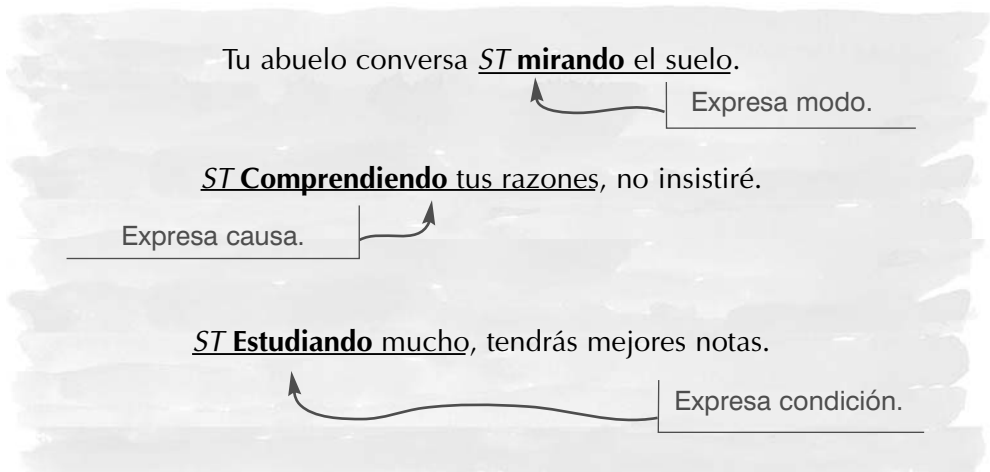 Tu abuelo conversa ST mirando el suelo.
Expresa modo.
ST Comprendiendo tus razones, no insistiré.
Expresa causa.
ST Estudiando mucho, tendrás mejores notas.
Expresa condición.